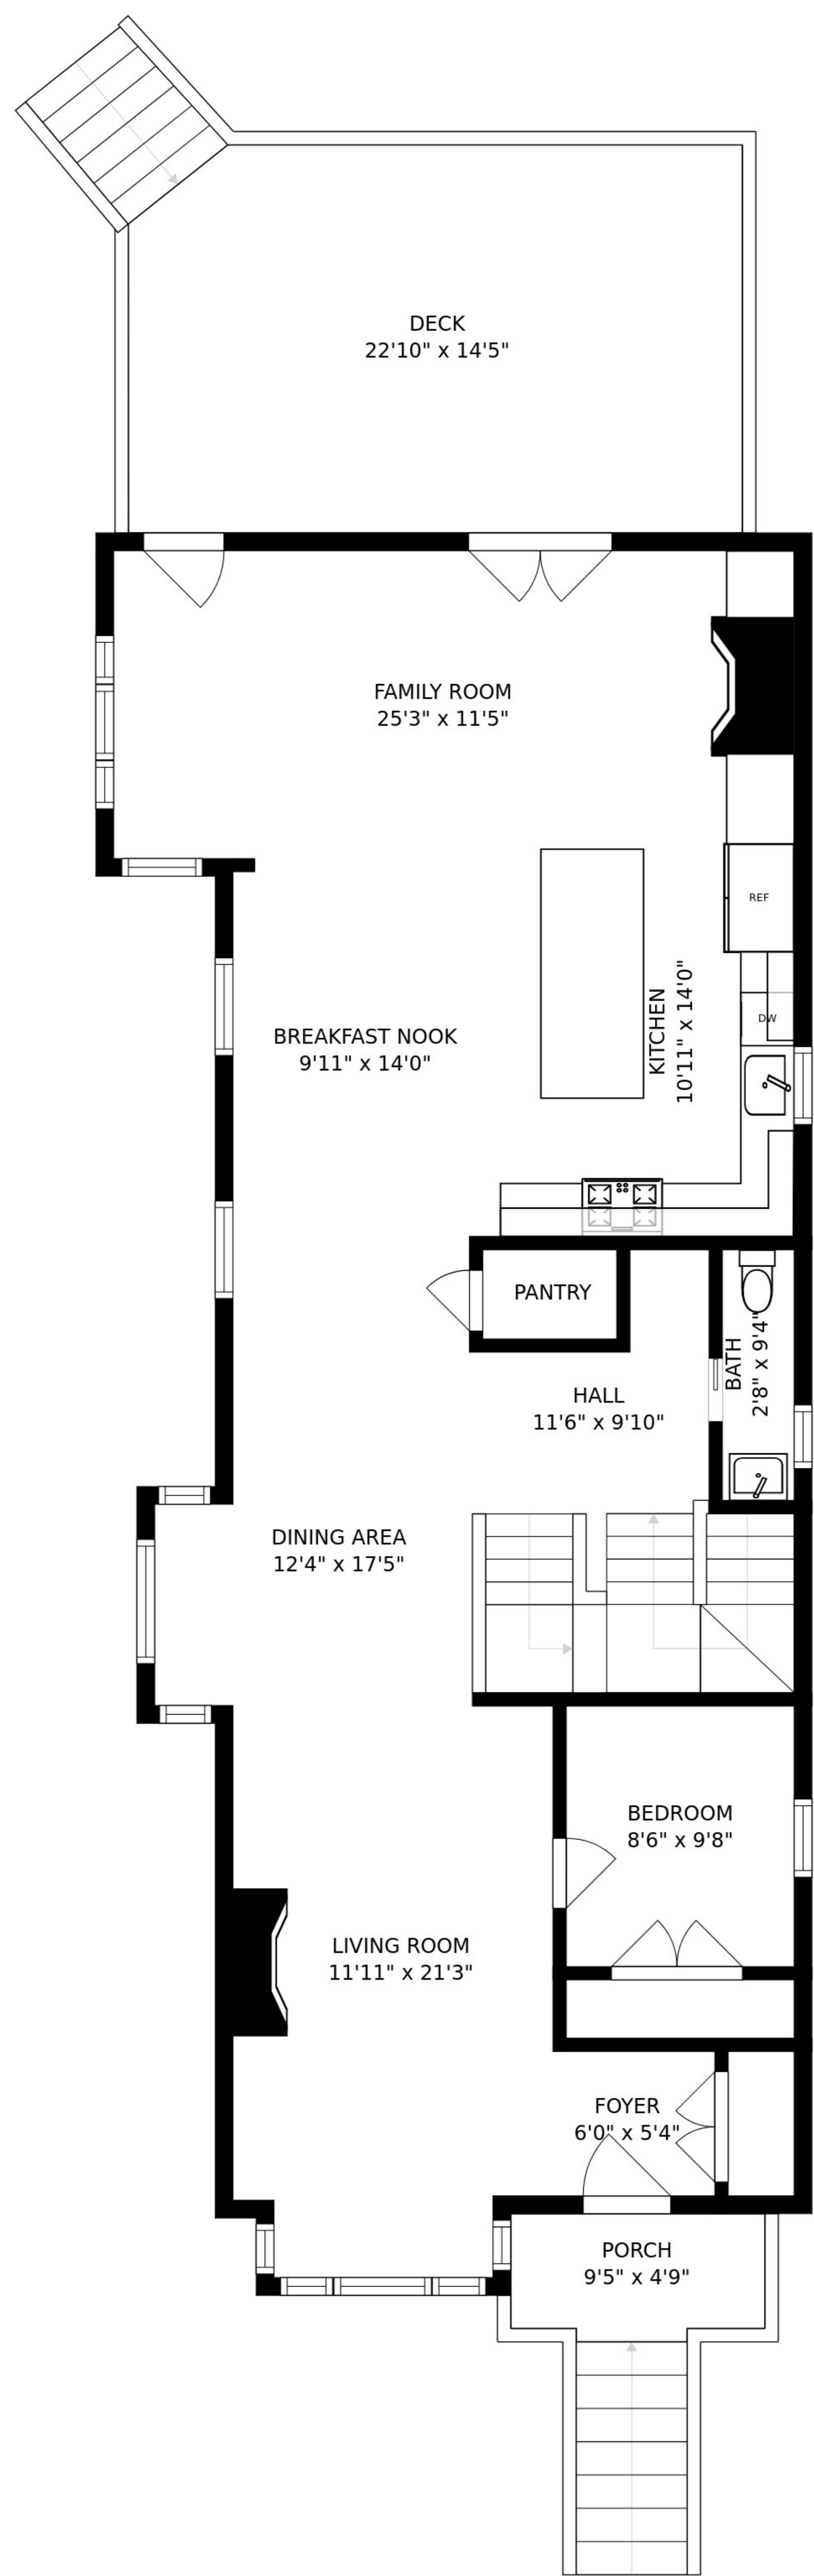 DECK
22'10" x 14'5"
FAMILY ROOM
25'3" x 11'5"
REF
DW
KITCHEN
10'11" x 14'0"
BREAKFAST NOOK
9'11" x 14'0"
PANTRY
BATH
2'8" x 9'4"
HALL
11'6" x 9'10"
DINING AREA
12'4" x 17'5"
BEDROOM
8'6" x 9'8"
LIVING ROOM
11'11" x 21'3"
FOYER
6'0" x 5'4"
PORCH
9'5" x 4'9"